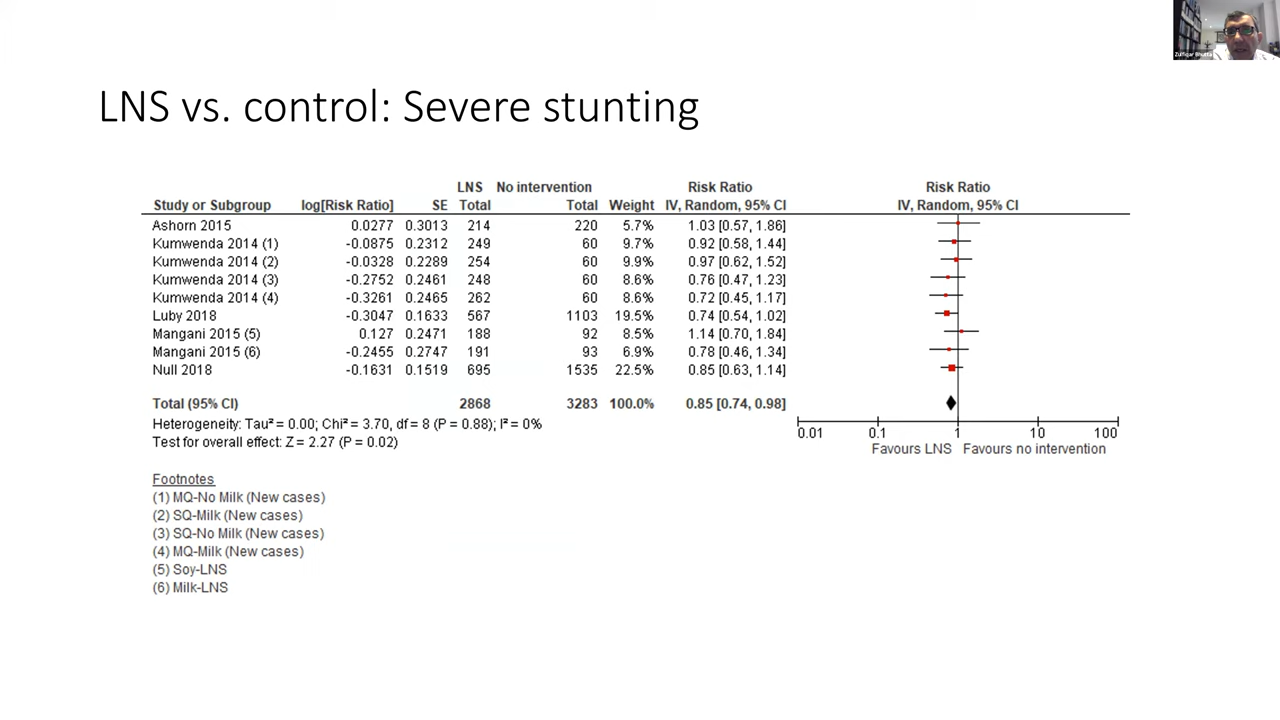 Zulfiqar Bhutta
LNS vs. control: Severe stunting
LNS No intervention Risk Ratio Risk Ratio
Study or Subgroup log[Risk Ratio] SE Total Total Weight IV, Random, 95% CI IV, Random, 95% CI
Ashorn 2015 0.0277 0.3013 214 220 5.7% 1.03 [0.57, 1.86]
Kumwenda 2014 (1) -0.0875 0.2312 249 60 9.7% 0.92 [0.58, 1.44]
Kumwenda 2014 (2) -0.0328 0.2289 254 60 9.9% 0.97 [0.62, 1.52]
Kumwenda 2014 (3) -0.2752 0.2461 248 60 8.6% 0.76 [0.47, 1.23]
Kumwenda 2014 (4) -0.3261 0.2465 262 60 8.6% 0.72 [0.45, 1.17]
Luby 2018 -0.3047 0.1633 567 1103 19.5% 0.74 [0.54, 1.02]
Mangani 2015 (5) 0.127 0.2471 188 92 8.5% 1.14 [0.70, 1.84]
Mangani 2015 (6) -0.2455 0.2747 191 93 6.9% 0.78 [0.46, 1.34]
Null 2018 -0.1631 0.1519 695 1535 22.5% 0.85 [0.63, 1.14]
Total (95% CI) 2868 3283 100.0% 0.85 [0.74, 0.98]
Heterogeneity: Tau² = 0.00; Chi² = 3.70, df = 8 (P = 0.88); I² = 0%
Test for overall effect: Z = 2.27 (P = 0.02)
0.01 0.1 1 10 100
Favours LNS Favours no intervention
Footnotes
(1) MQ-No Milk (New cases)
(2) SQ-Milk (New cases)
(3) SQ-No Milk (New cases)
(4) MQ-Milk (New cases)
(5) Soy-LNS
(6) Milk-LNS